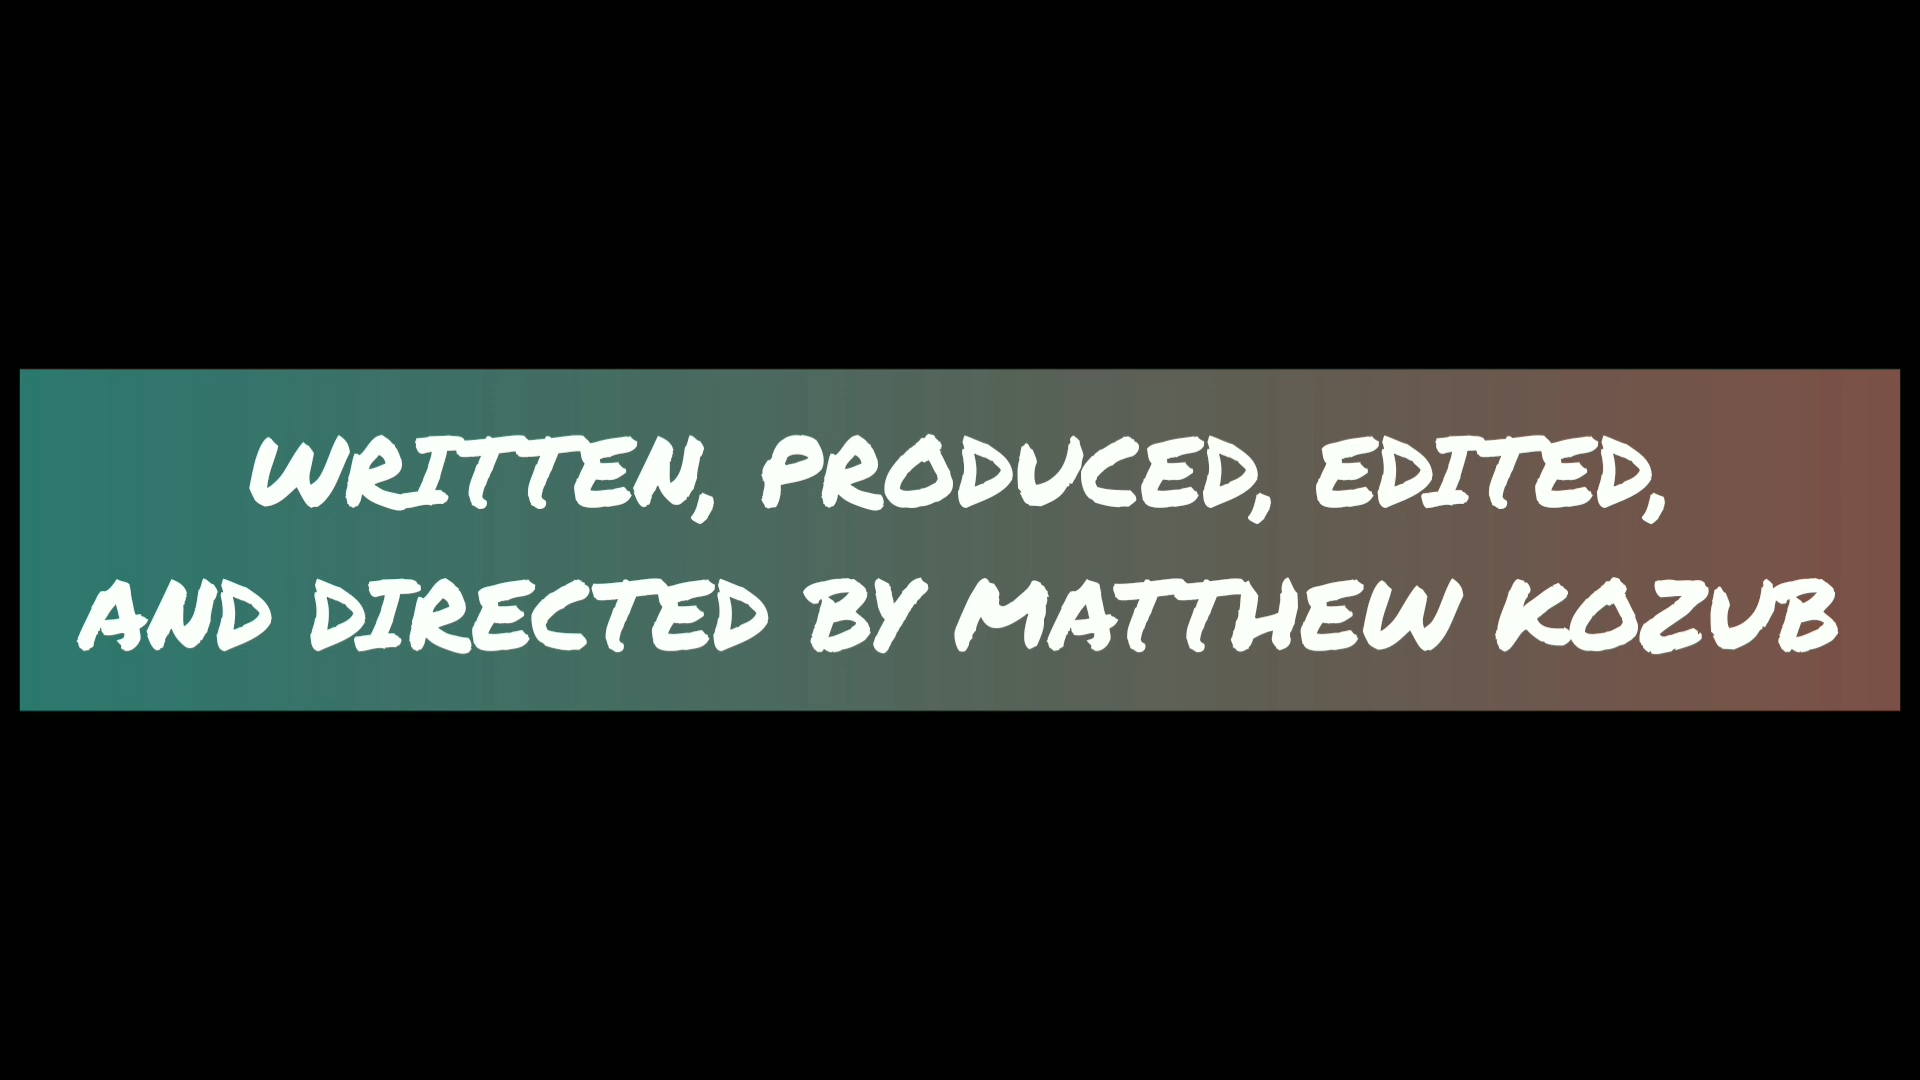 WRITTEN, PRODUCED, EDITED,
AND DIRECTED BY MATTHEW KOZUB